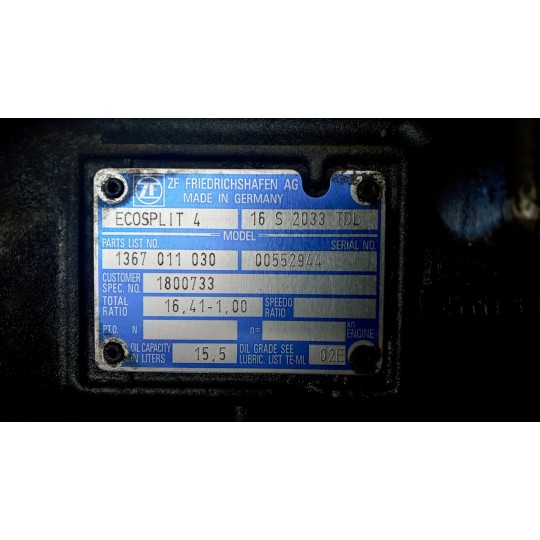 ZF
ZF FRIEDRICHSHAFEN AG
MADE IN GERMANY
ECOSPLIT 4 16 S 2033 TDL
MODEL
PARTS LIST NO. SERIAL NO.
1367 011 030 00552944
CUSTOMER
SPEC. NO. 1800733
TOTAL
RATIO 16,41-1,00 SPEEDO
RATIO
P.T.O. N n= xn
ENGINE
OIL CAPACITY
IN LITERS 15,5 OIL GRADE SEE
LUBRIC. LIST TE-ML 02E